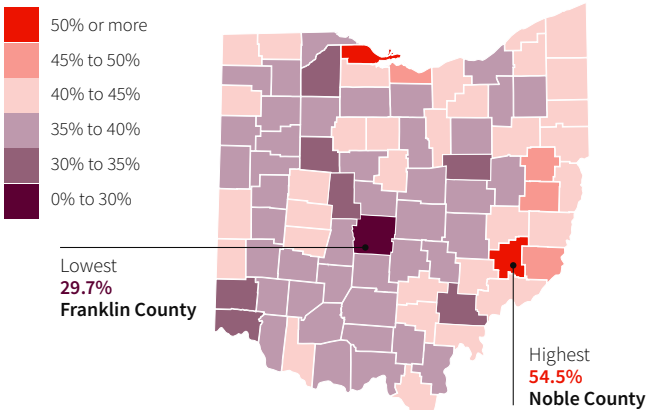 50% or more
45% to 50%
40% to 45%
35% to 40%
30% to 35%
0% to 30%
Lowest
29.7%
Franklin County
Highest
54.5%
Noble County